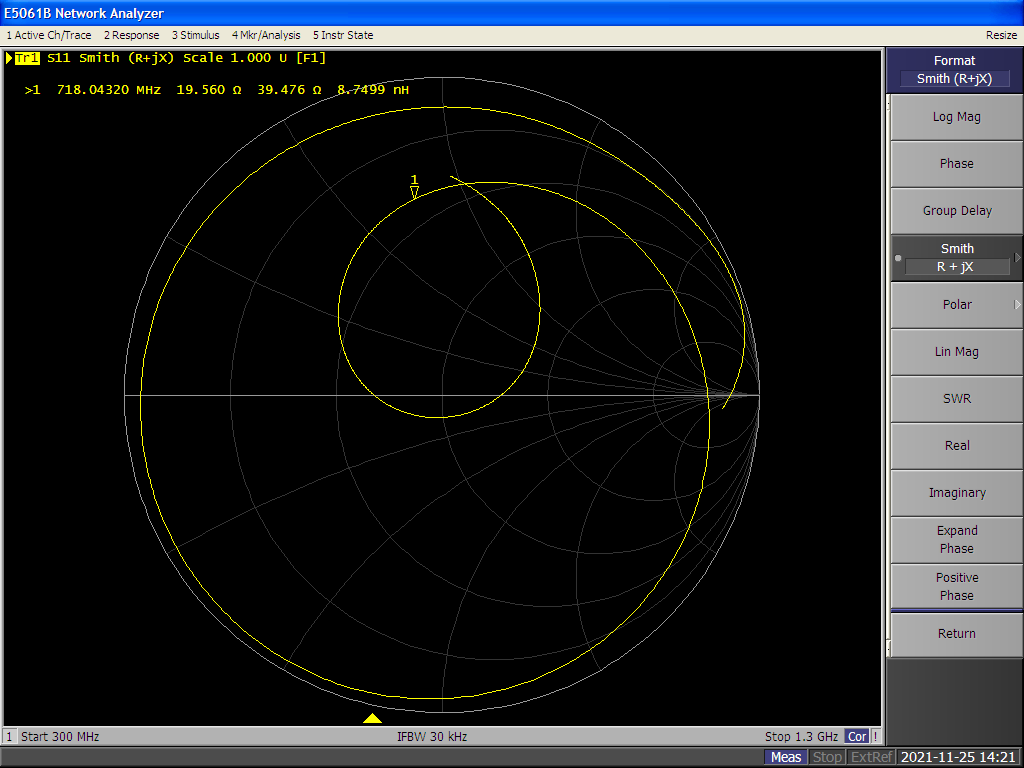 E5061B Network Analyzer
1 Active Ch/Trace 2 Response 3 Stimulus 4 Mkr/Analysis 5 Instr State Resize
Tr1 S11 Smith (R+jX) Scale 1.000 U [F1]
>1 718.04320 MHz 19.560 Ω 39.476 Ω 8.7499 nH
1
Format
Smith (R+jX)
Log Mag
Phase
Group Delay
Smith
R + jX
Polar
Lin Mag
SWR
Real
Imaginary
Expand
Phase
Positive
Phase
Return
1 Start 300 MHz IFBW 30 kHz Stop 1.3 GHz Cor !
Meas Stop ExtRef 2021-11-25 14:21